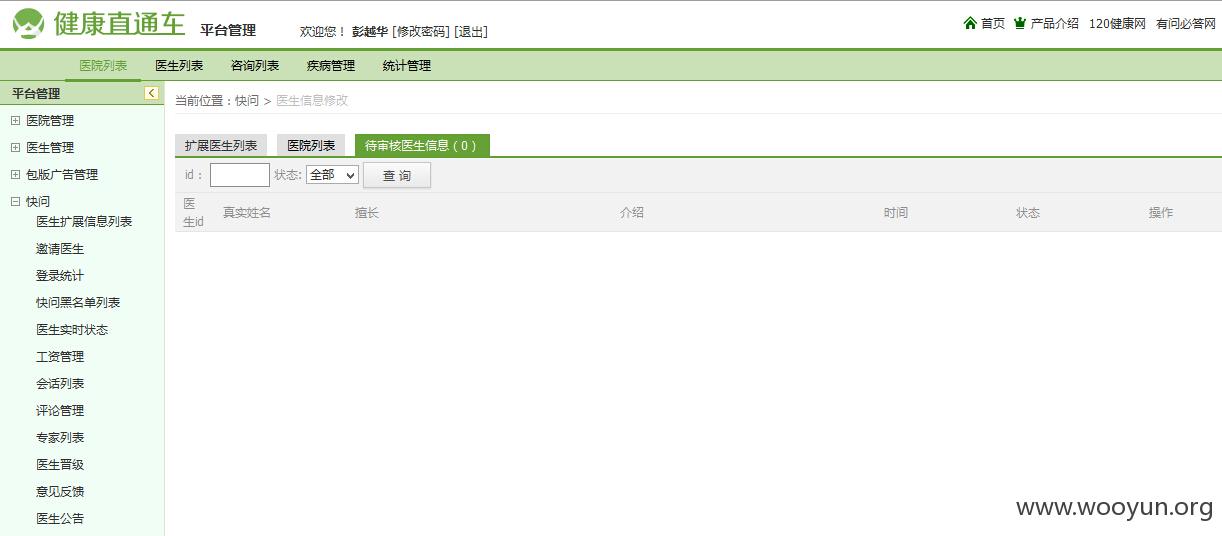 健康直通车 平台管理 欢迎您！ 彭越华 [修改密码] [退出] 首页 产品介绍 120健康网 有问必答网
医院列表 医生列表 咨询列表 疾病管理 统计管理
平台管理
当前位置：快问 > 医生信息修改
医院管理
医生管理
包版广告管理
快问
医生扩展信息列表
邀请医生
登录统计
快问黑名单列表
医生实时状态
工资管理
会话列表
评论管理
专家列表
医生晋级
意见反馈
医生公告
扩展医生列表 医院列表 待审核医生信息 ( 0 )
id： 状态: 全部 查 询
医生id 真实姓名 擅长 介绍 时间 状态 操作
www.wooyun.org